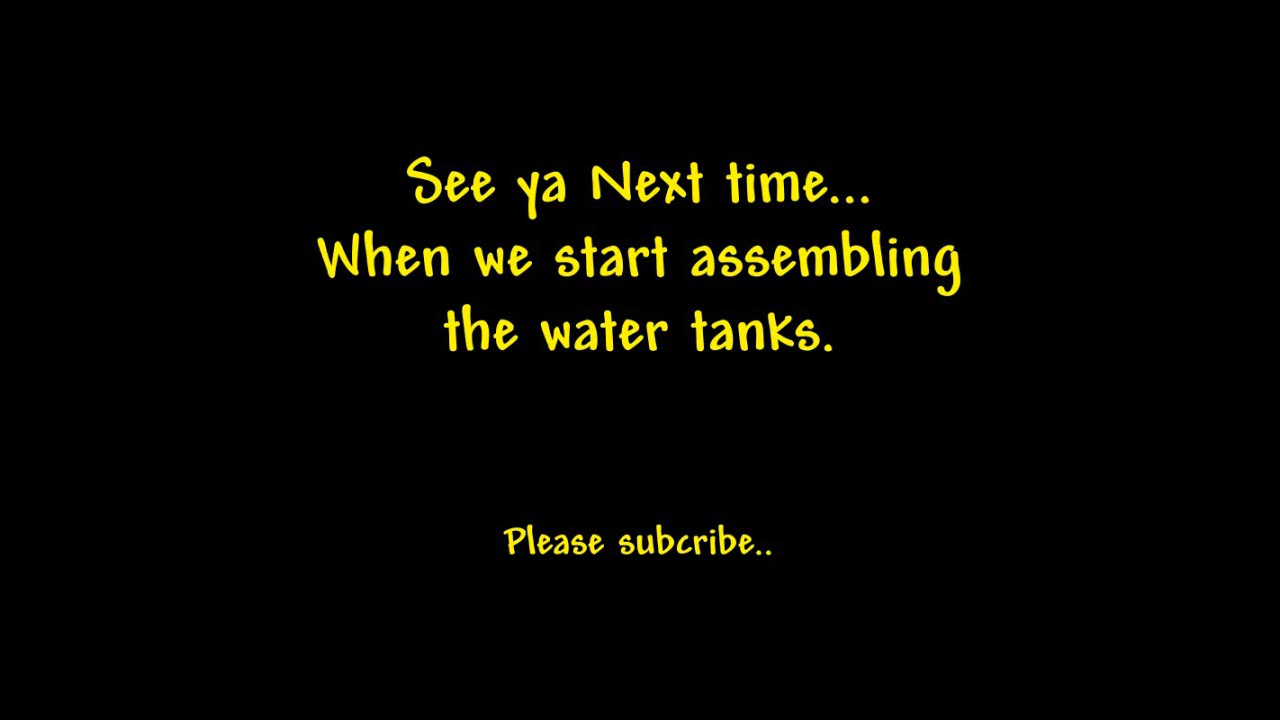 See ya Next time...
When we start assembling
the water tanks.
Please subcribe..